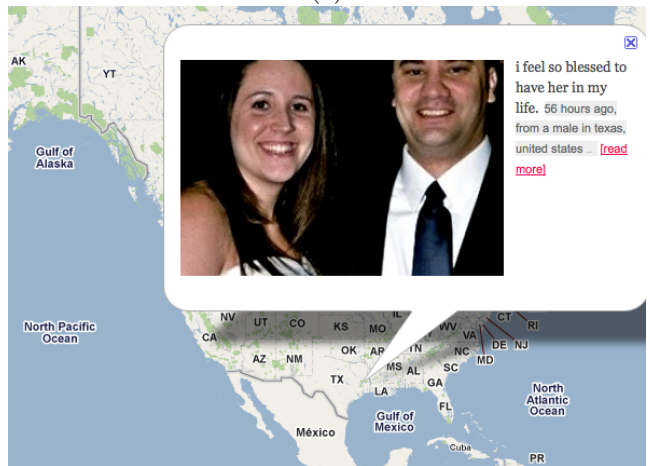 AK
YT
Gulf of
Alaska
i feel so blessed to
have her in my
life. 56 hours ago,
from a male in texas,
united states ... [read
more]
North Pacific
Ocean
NV
UT
CO
KS
MO
IL
WV
VA
CT
RI
NJ
DE
MD
CA
AZ
NM
OK
AR
TN
NC
MS
AL
SC
GA
TX
LA
FL
Gulf of
Mexico
North
Atlantic
Ocean
México
Cuba
PR